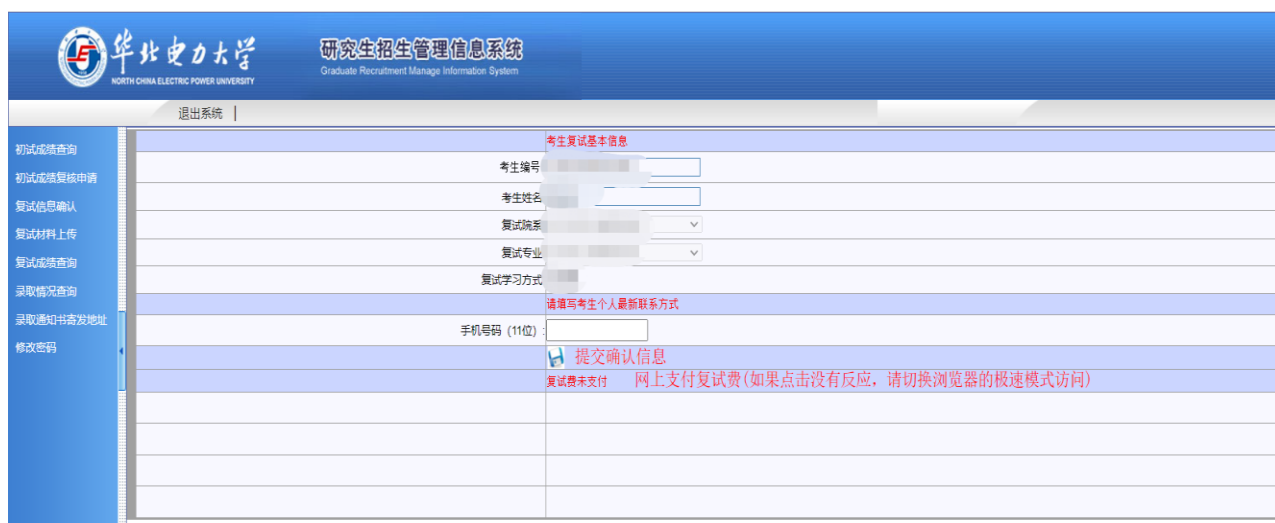 华北电力大学
NORTH CHINA ELECTRIC POWER UNIVERSITY
研究生招生管理信息系统
Graduate Recruitment Manage Information System
退出系统 |
初试成绩查询
初试成绩复核申请
复试信息确认
复试材料上传
复试成绩查询
录取情况查询
录取通知书寄发地址
修改密码
考生复试基本信息
考生编号
考生姓名
复试院系
复试专业
复试学习方式
请填写考生个人最新联系方式
手机号码（11位）:
提交确认信息
复试费未支付 网上支付复试费(如果点击没有反应，请切换浏览器的极速模式访问)